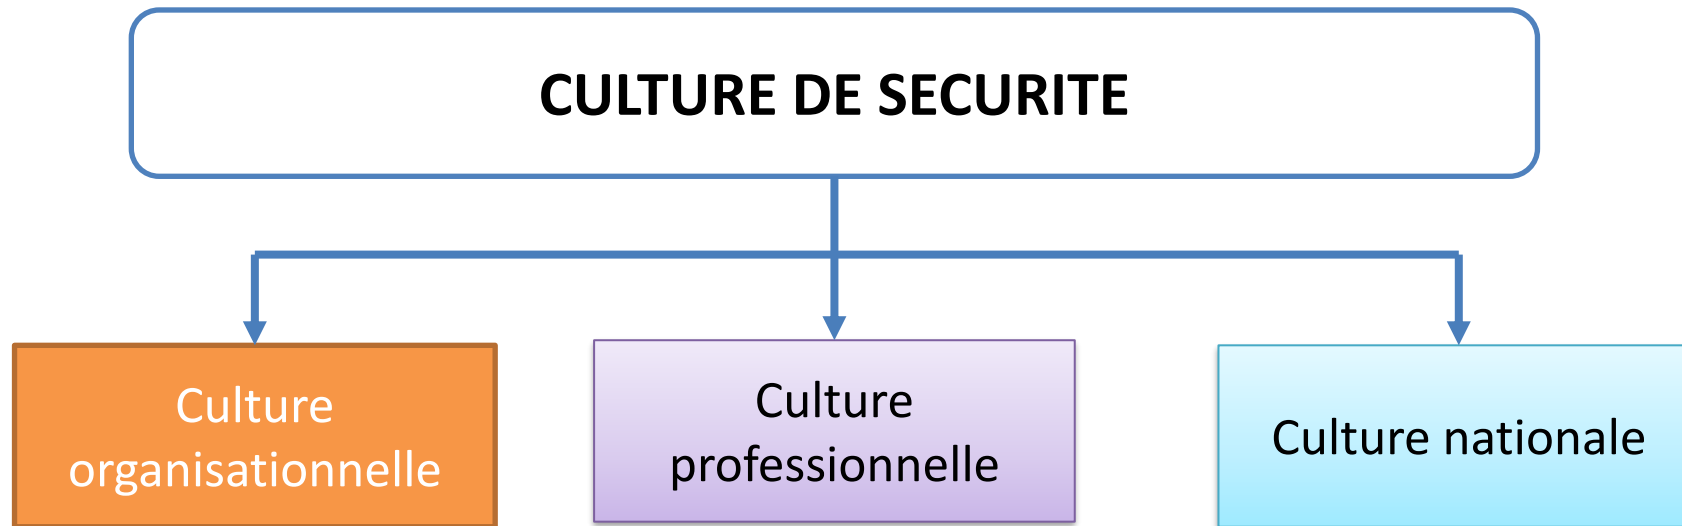 CULTURE DE SECURITE
Culture
organisationnelle
Culture
professionnelle
Culture nationale